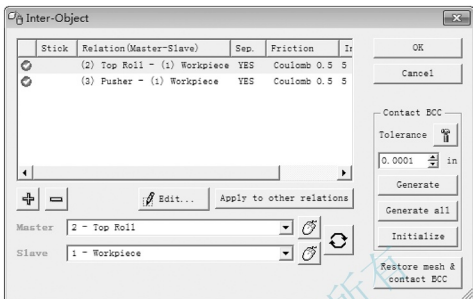 Inter-Object
Stick Relation(Master-Slave) Sep. Friction
(2) Top Roll - (1) Workpiece YES Coulomb 0.5 5
(3) Pusher - (1) Workpiece YES Coulomb 0.5 5
OK
Cancel
Contact BCC
Tolerance
0.0001 in
Generate
Generate all
Initialize
Restore mesh &
contact BCC
Edit... Apply to other relations
Master 2 - Top Roll
Slave 1 - Workpiece
所有